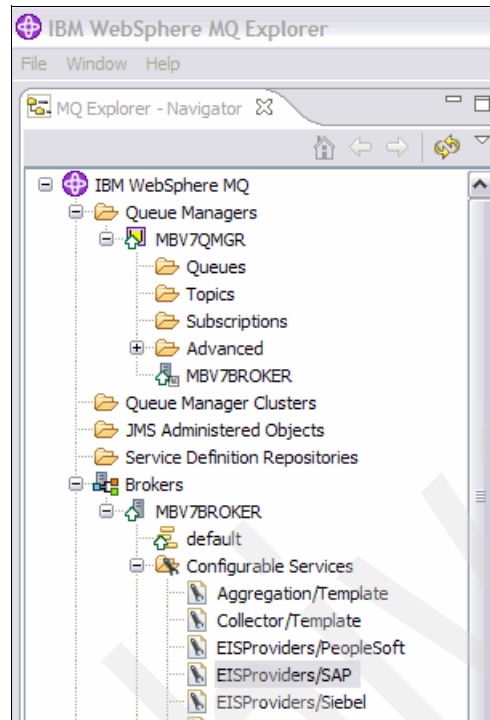 IBM WebSphere MQ Explorer
File Window Help
MQ Explorer - Navigator
IBM WebSphere MQ
Queue Managers
MBV7QMGR
Queues
Topics
Subscriptions
Advanced
MBV7BROKER
Queue Manager Clusters
JMS Administered Objects
Service Definition Repositories
Brokers
MBV7BROKER
default
Configurable Services
Aggregation/Template
Collector/Template
EISProviders/PeopleSoft
EISProviders/SAP
EISProviders/Siebel